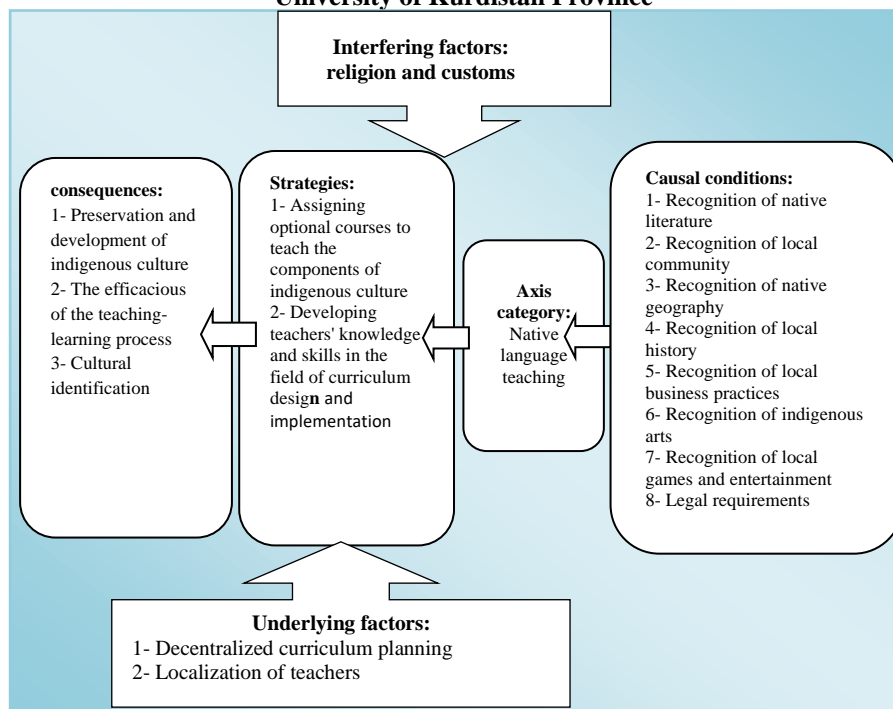 University of Kurdistan Province
Interfering factors:
religion and customs
consequences:
1- Preservation and
development of
indigenous culture
2- The efficacious
of the teaching-
learning process
3- Cultural
identification
Strategies:
1- Assigning
optional courses to
teach the
components of
indigenous culture
2- Developing
teachers' knowledge
and skills in the
field of curriculum
design and
implementation
Axis
category:
Native
language
teaching
Causal conditions:
1- Recognition of native
literature
2- Recognition of local
community
3- Recognition of native
geography
4- Recognition of local
history
5- Recognition of local
business practices
6- Recognition of indigenous
arts
7- Recognition of local
games and entertainment
8- Legal requirements
Underlying factors:
1- Decentralized curriculum planning
2- Localization of teachers